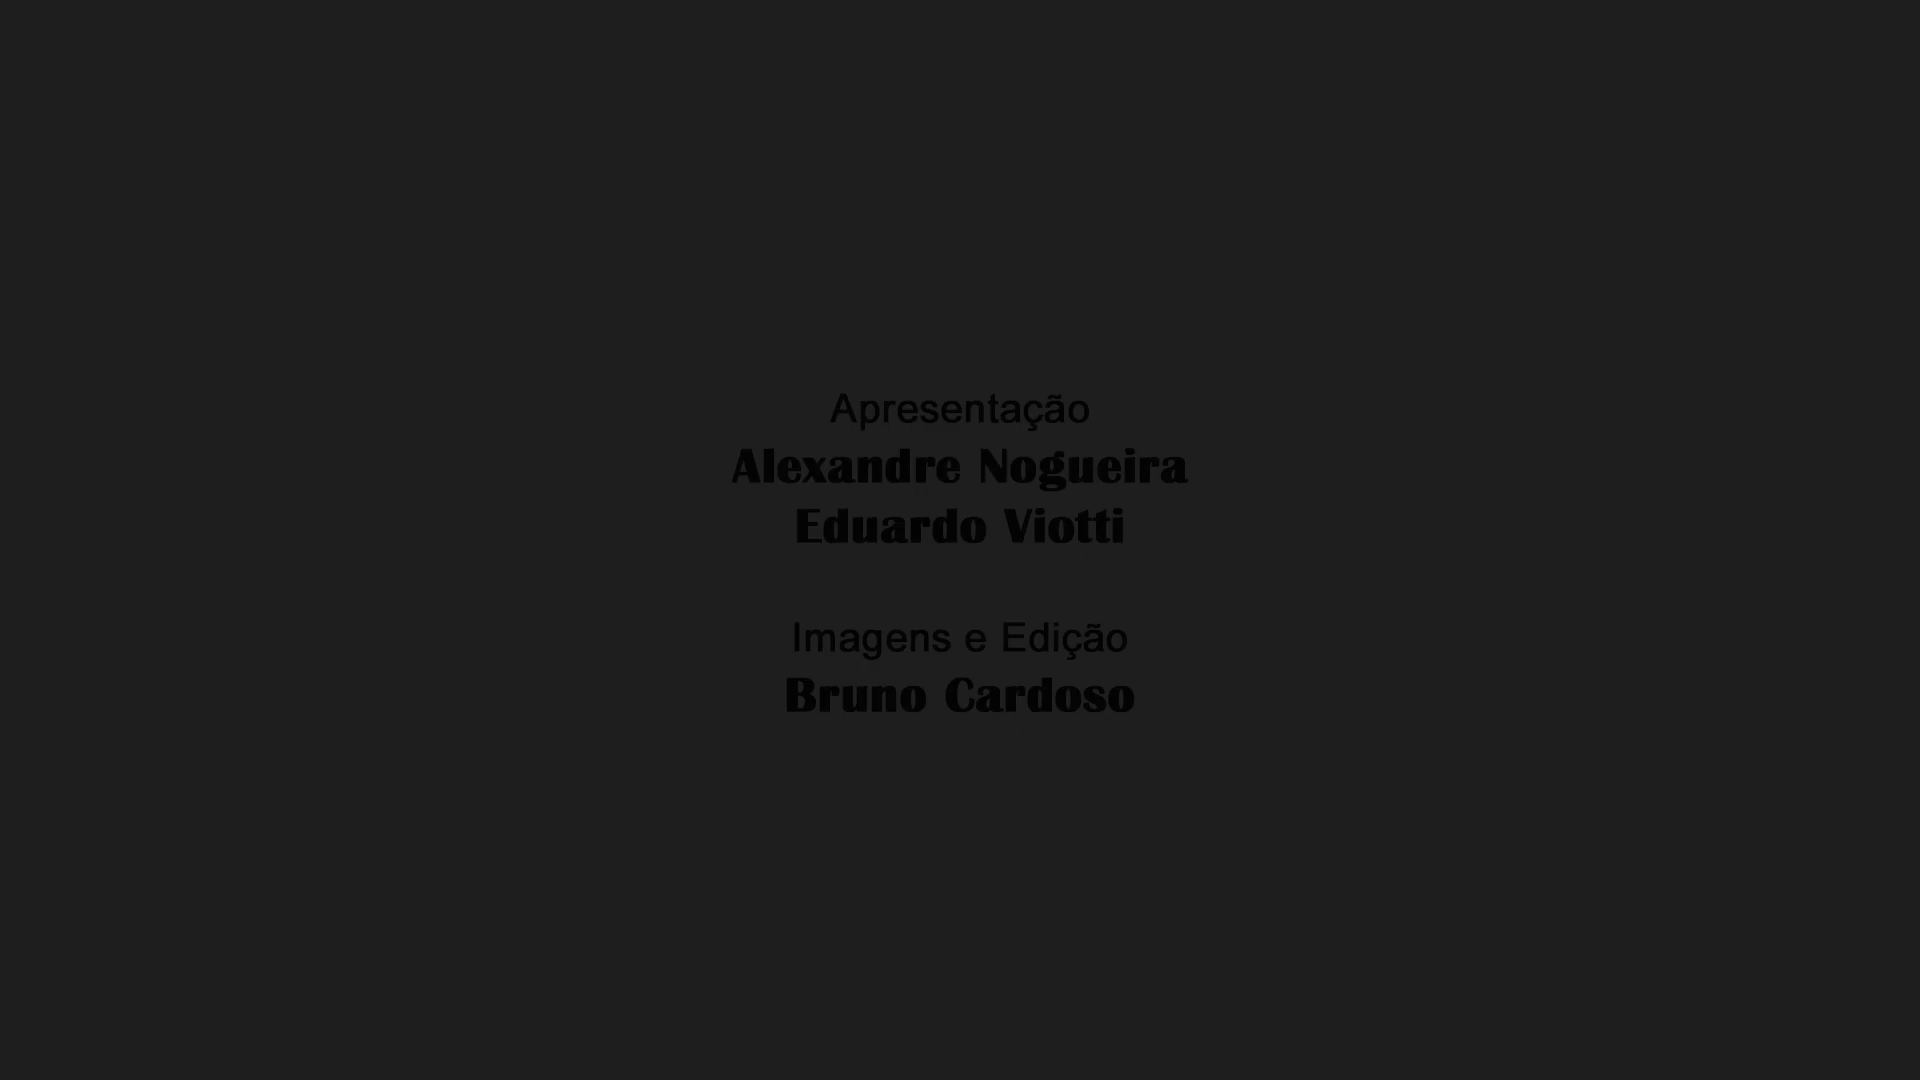 Apresentação
Alexandre Nogueira
Eduardo Viotti
Imagens e Edição
Bruno Cardoso